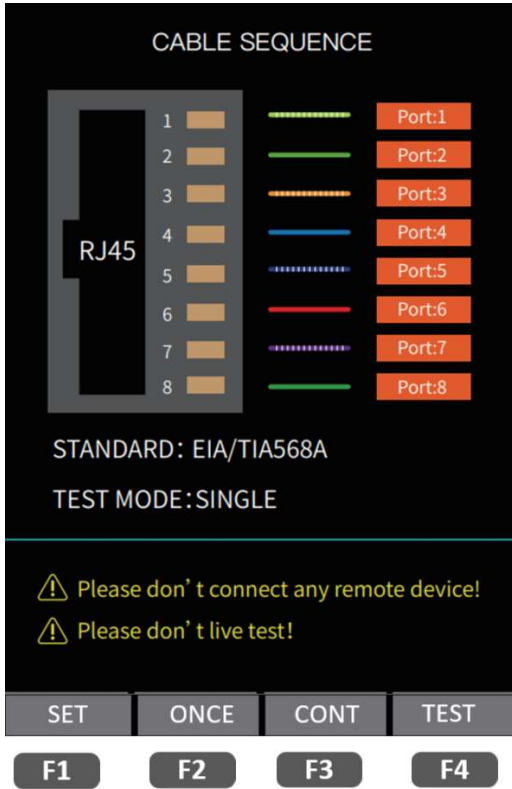 CABLE SEQUENCE
1 Port:1
2 Port:2
3 Port:3
RJ45 4 Port:4
5 Port:5
6 Port:6
7 Port:7
8 Port:8
STANDARD: EIA/TIA568A
TEST MODE:SINGLE
Please don't connect any remote device!
Please don't live test!
SET ONCE CONT TEST
F1 F2 F3 F4